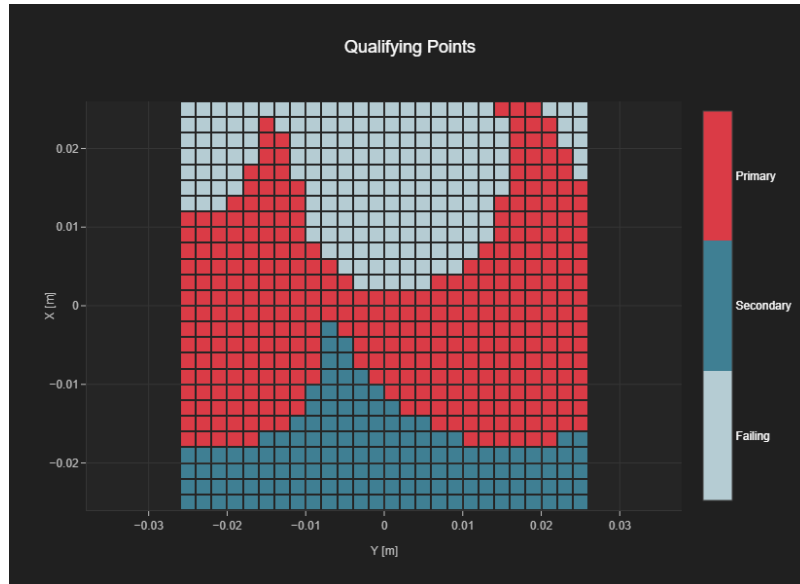 Qualifying Points
0.02
0.01
0
−0.01
−0.02
X [m]
−0.03
−0.02
−0.01
0
0.01
0.02
0.03
Y [m]
Primary
Secondary
Failing